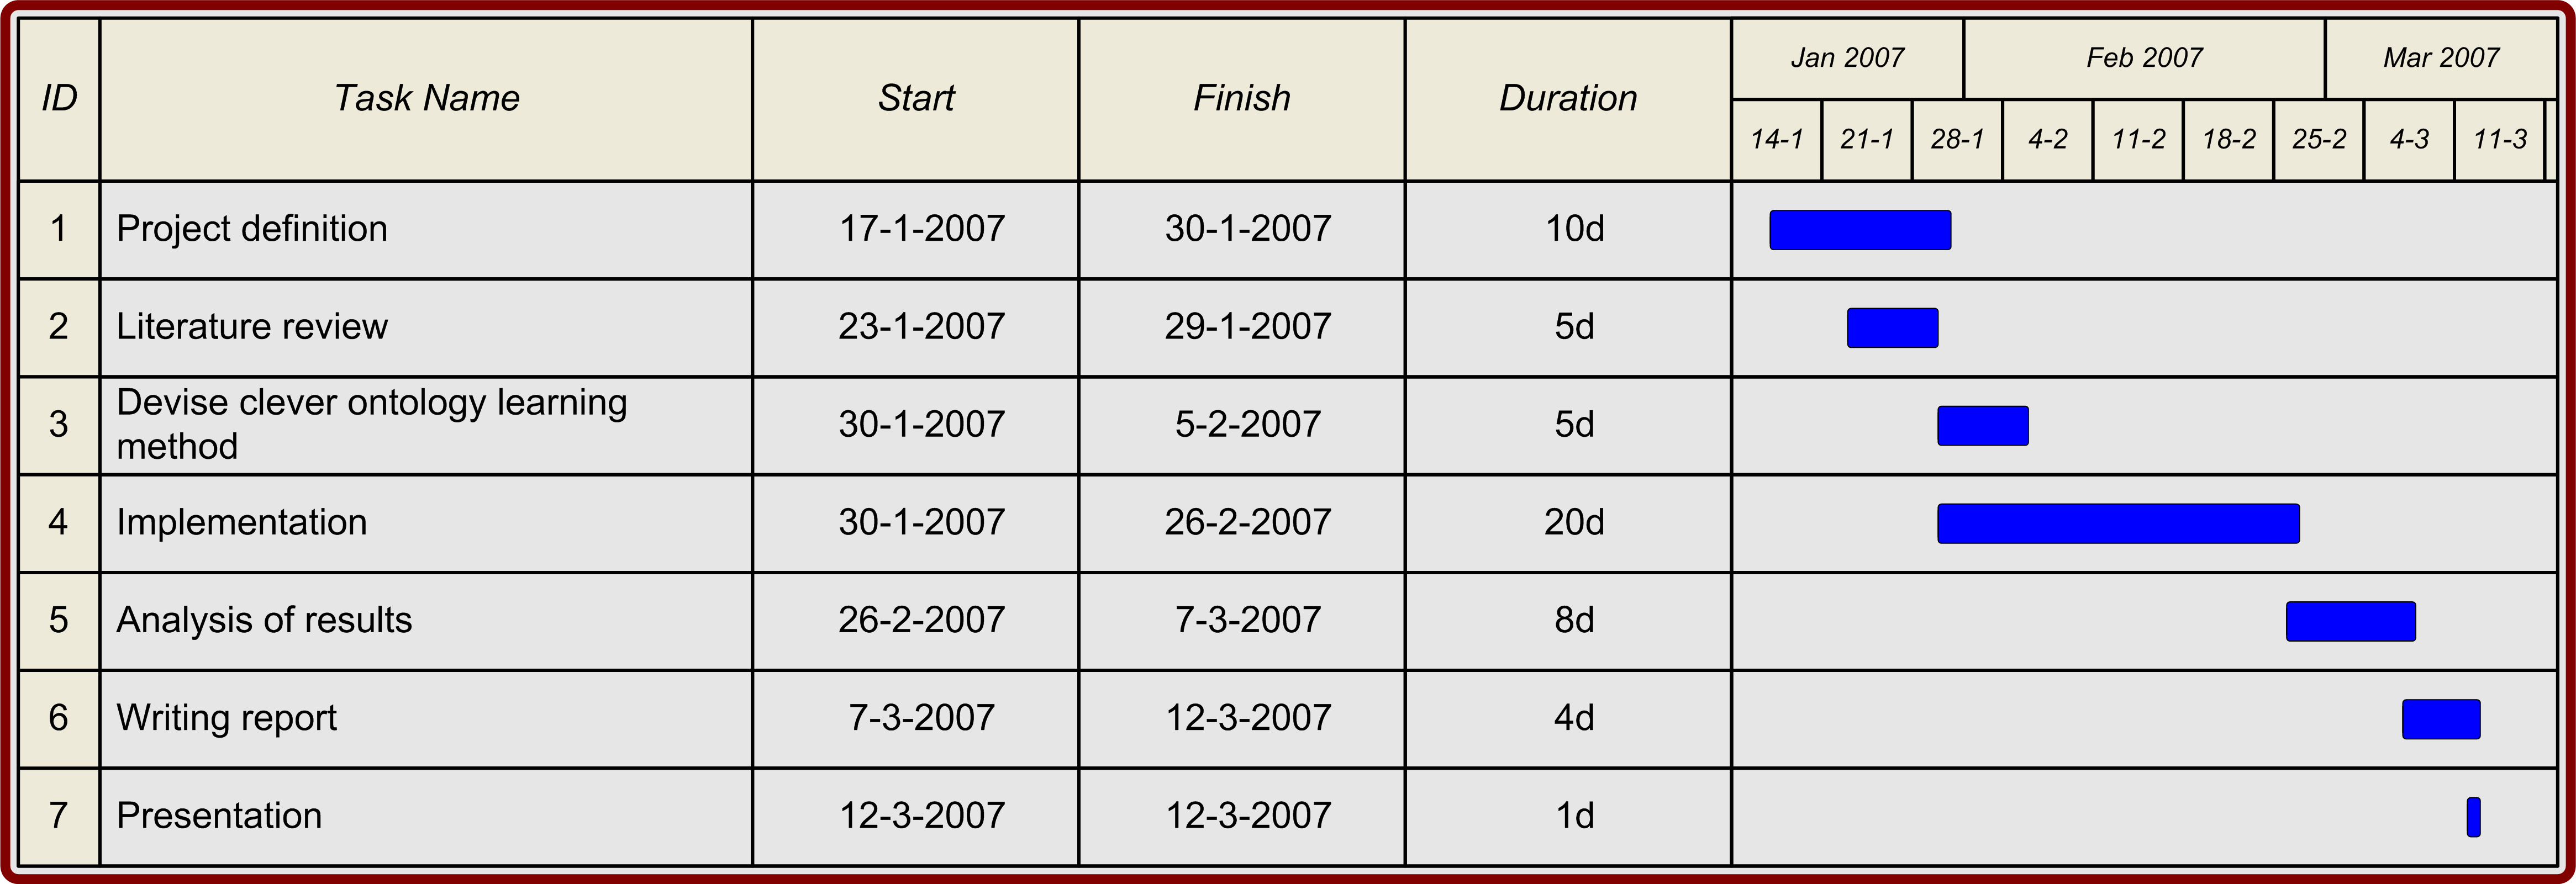 ID Task Name Start Finish Duration Jan 2007 Feb 2007 Mar 2007
14-1 21-1 28-1 4-2 11-2 18-2 25-2 4-3 11-3
1 Project definition 17-1-2007 30-1-2007 10d
2 Literature review 23-1-2007 29-1-2007 5d
3 Devise clever ontology learning
method 30-1-2007 5-2-2007 5d
4 Implementation 30-1-2007 26-2-2007 20d
5 Analysis of results 26-2-2007 7-3-2007 8d
6 Writing report 7-3-2007 12-3-2007 4d
7 Presentation 12-3-2007 12-3-2007 1d